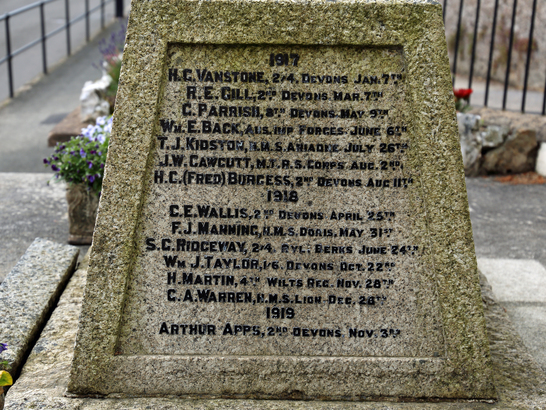 1917
H.C. VANSTONE, 2/4, DEVONS JAN. 7TH
R.E. GILL, 2ND DEVONS MAR. 7TH
C. PARRISH, 8TH DEVONS MAY. 9TH
WM. E. BACK, AUS. IMP FORCES JUNE 6TH
T.J. KIDSTON, H.M.S. ARIADNE JULY 26TH
J.W. CAWCUTT, M.T.R.S. CORPS AUG. 2ND
H.C. (FRED) BURGESS, 2ND DEVONS AUG 11TH
1918
C.E. WALLIS, 2ND DEVONS APRIL 25TH
F.J. MANNING, H.M.S. DORIS, MAY 31ST
S.C. RIDGEWAY, 2/4, RYL. BERKS JUNE 24TH
WM J. TAYLOR, 1/6, DEVONS OCT. 22ND
H. MARTIN, 4TH WILTS REG. NOV. 28TH
C.A. WARREN, H.M.S. LION DEC. 28TH
1919
ARTHUR APPS, 2ND DEVONS, NOV. 3RD